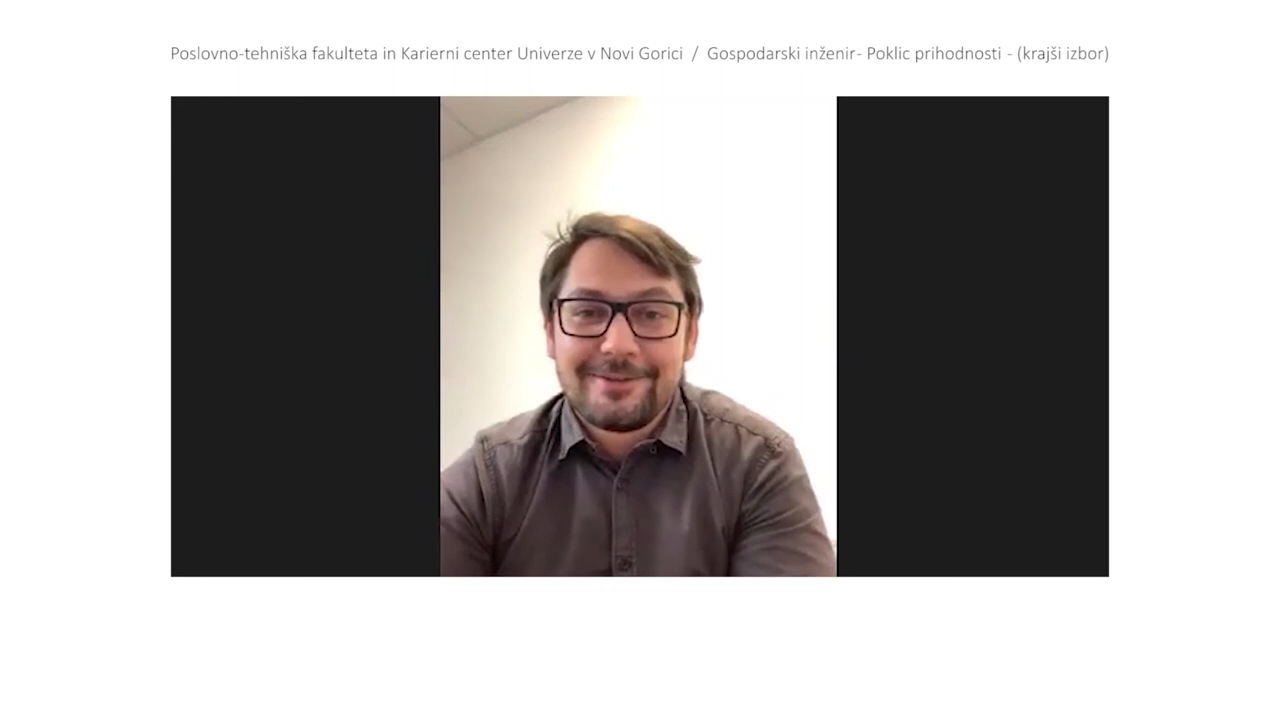 Poslovno-tehniška fakulteta in Karierni center Univerze v Novi Gorici / Gospodarski inženir- Poklic prihodnosti - (krajši izbor)